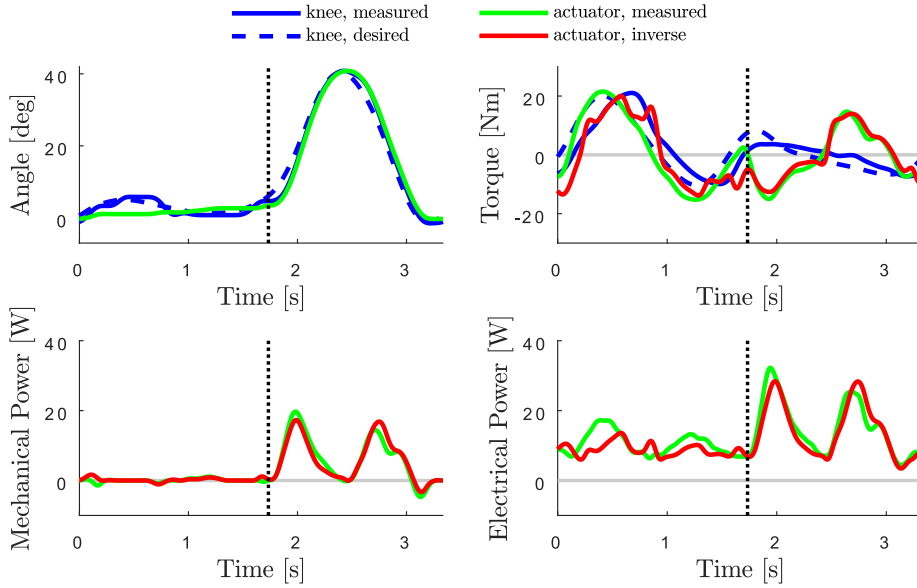 knee, measured
knee, desired
actuator, measured
actuator, inverse
Angle [deg]
40
20
0
0 1 2 3
Time [s]
Torque [Nm]
20
0
-20
0 1 2 3
Time [s]
Mechanical Power [W]
40
20
0
0 1 2 3
Time [s]
Electrical Power [W]
40
20
0
0 1 2 3
Time [s]